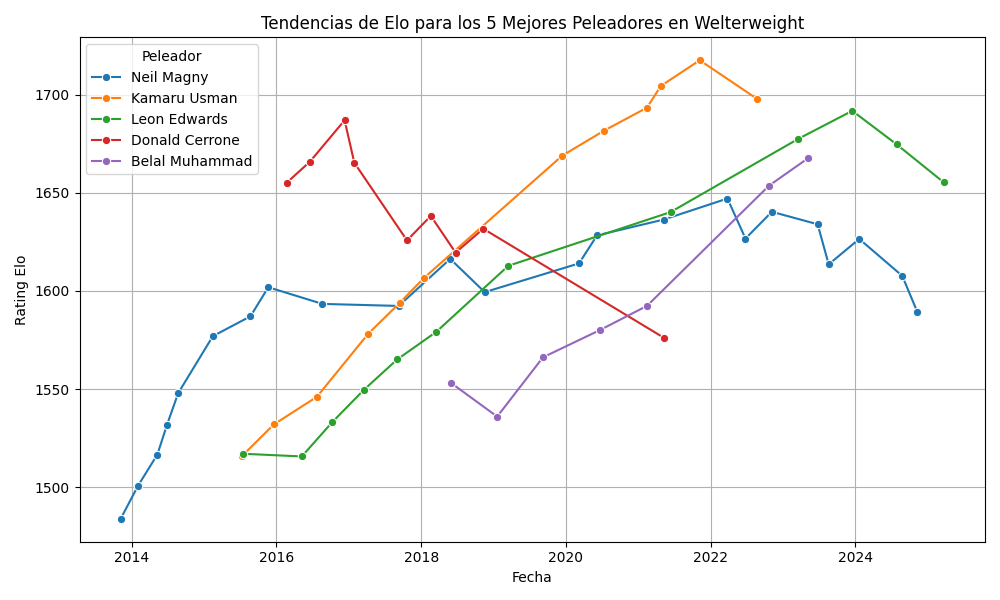 Tendencias de Elo para los 5 Mejores Peleadores en Welterweight
Peleador
Neil Magny
Kamaru Usman
Leon Edwards
Donald Cerrone
Belal Muhammad
Rating Elo
1700
1650
1600
1550
1500
2014 2016 2018 2020 2022 2024
Fecha